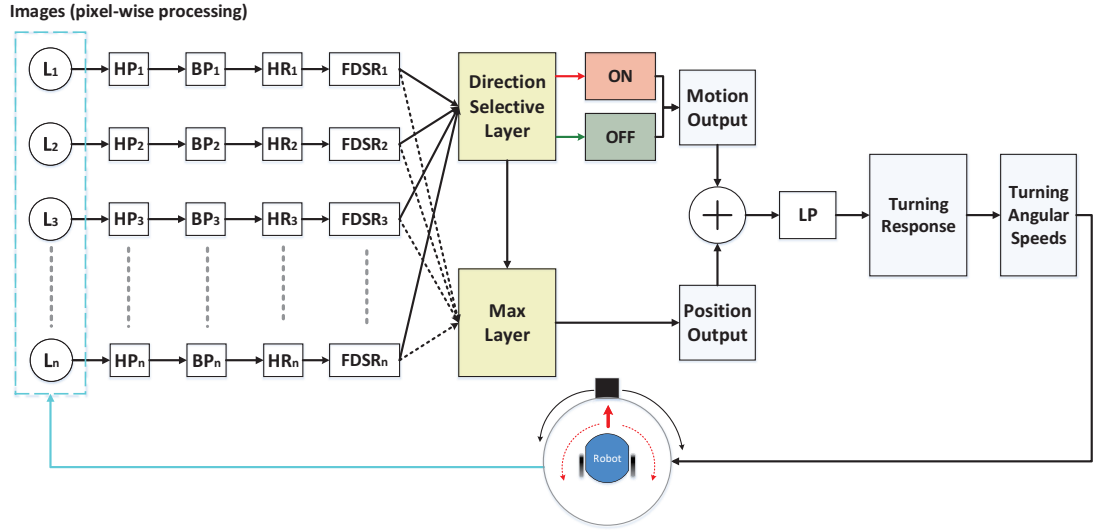 Images (pixel-wise processing)
L1 HP1 BP1 HR1 FDSR1
L2 HP2 BP2 HR2 FDSR2
L3 HP3 BP3 HR3 FDSR3
Ln HPn BPn HRn FDSRn
Direction
Selective
Layer
ON
OFF
Motion
Output
Max
Layer
Position
Output
LP
Turning
Response
Turning
Angular
Speeds
Robot